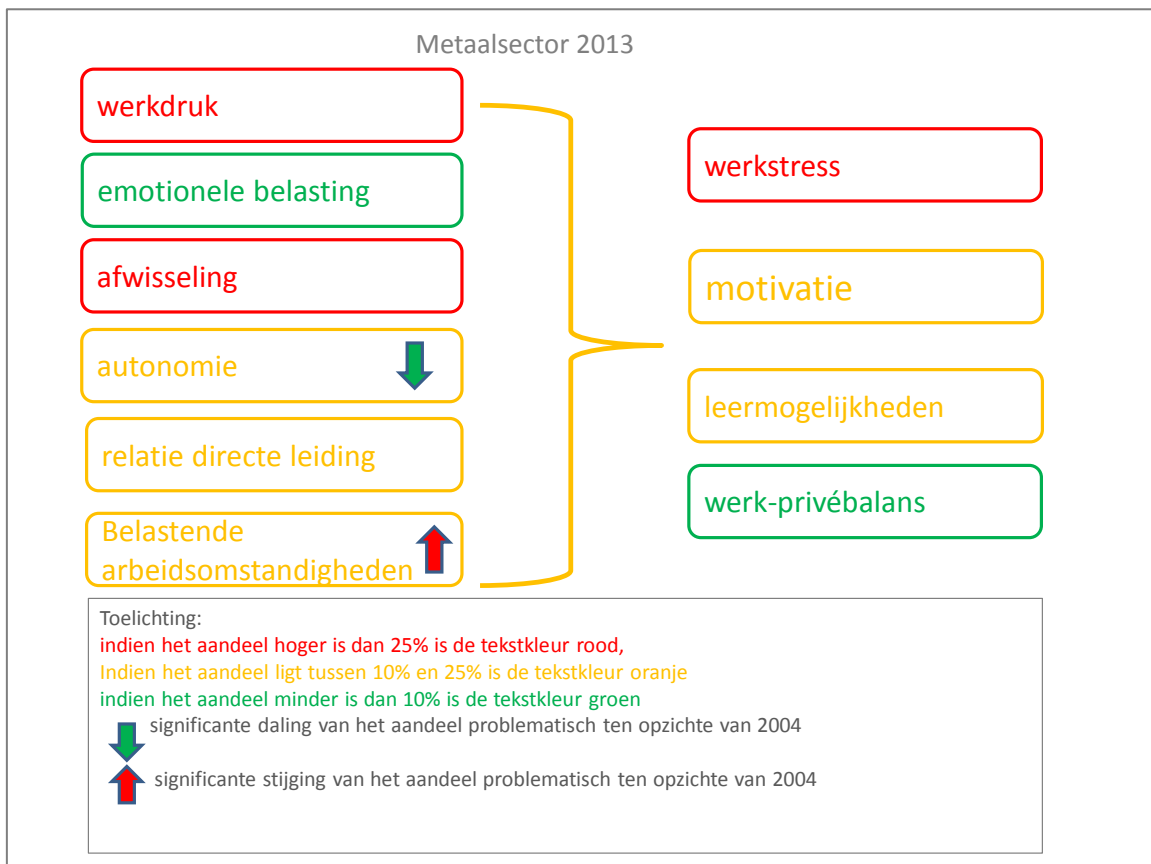 Metaalsector 2013
werkdruk
emotionele belasting
afwisseling
autonomie
relatie directe leiding
Belastende
arbeidsomstandigheden
werkstress
motivatie
leermogelijkheden
werk-privébalans
Toelichting:
indien het aandeel hoger is dan 25% is de tekstkleur rood,
Indien het aandeel ligt tussen 10% en 25% is de tekstkleur oranje
indien het aandeel minder is dan 10% is de tekstkleur groen
significante daling van het aandeel problematisch ten opzichte van 2004
significante stijging van het aandeel problematisch ten opzichte van 2004